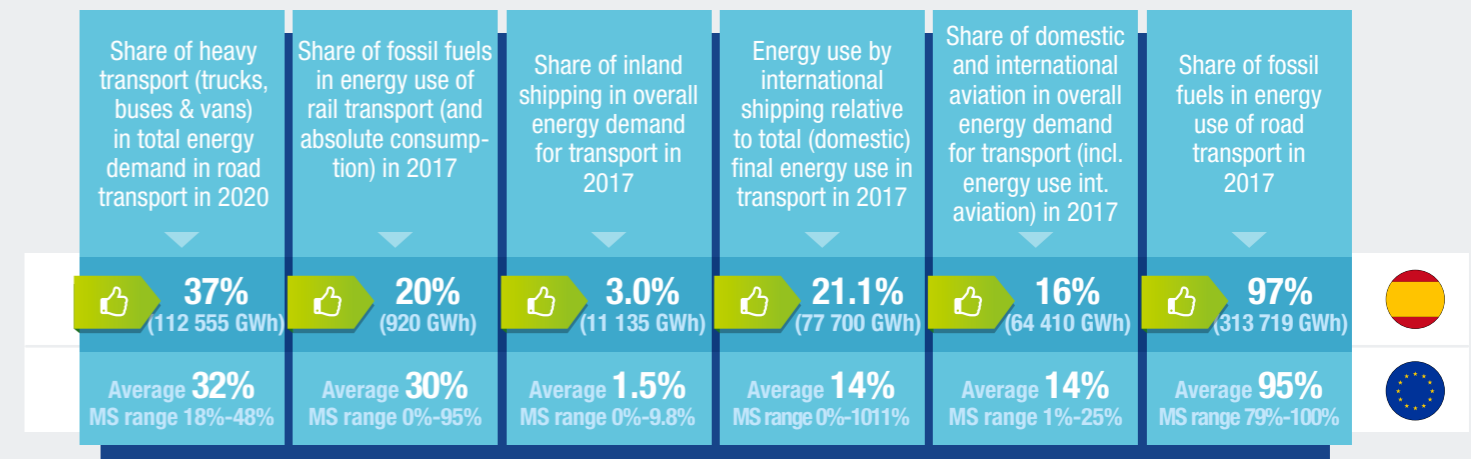 Share of heavy
transport (trucks,
buses & vans)
in total energy
demand in road
transport in 2020
Share of fossil fuels
in energy use of
rail transport (and
absolute consump-
tion) in 2017
Share of inland
shipping in overall
energy demand
for transport in
2017
Energy use by
international
shipping relative
to total (domestic)
final energy use in
transport in 2017
Share of domestic
and international
aviation in overall
energy demand
for transport (incl.
energy use int.
aviation) in 2017
Share of fossil
fuels in energy
use of road
transport in
2017
37%
(112 555 GWh)
20%
(920 GWh)
3.0%
(11 135 GWh)
21.1%
(77 700 GWh)
16%
(64 410 GWh)
97%
(313 719 GWh)
Average 32%
MS range 18%-48%
Average 30%
MS range 0%-95%
Average 1.5%
MS range 0%-9.8%
Average 14%
MS range 0%-1011%
Average 14%
MS range 1%-25%
Average 95%
MS range 79%-100%